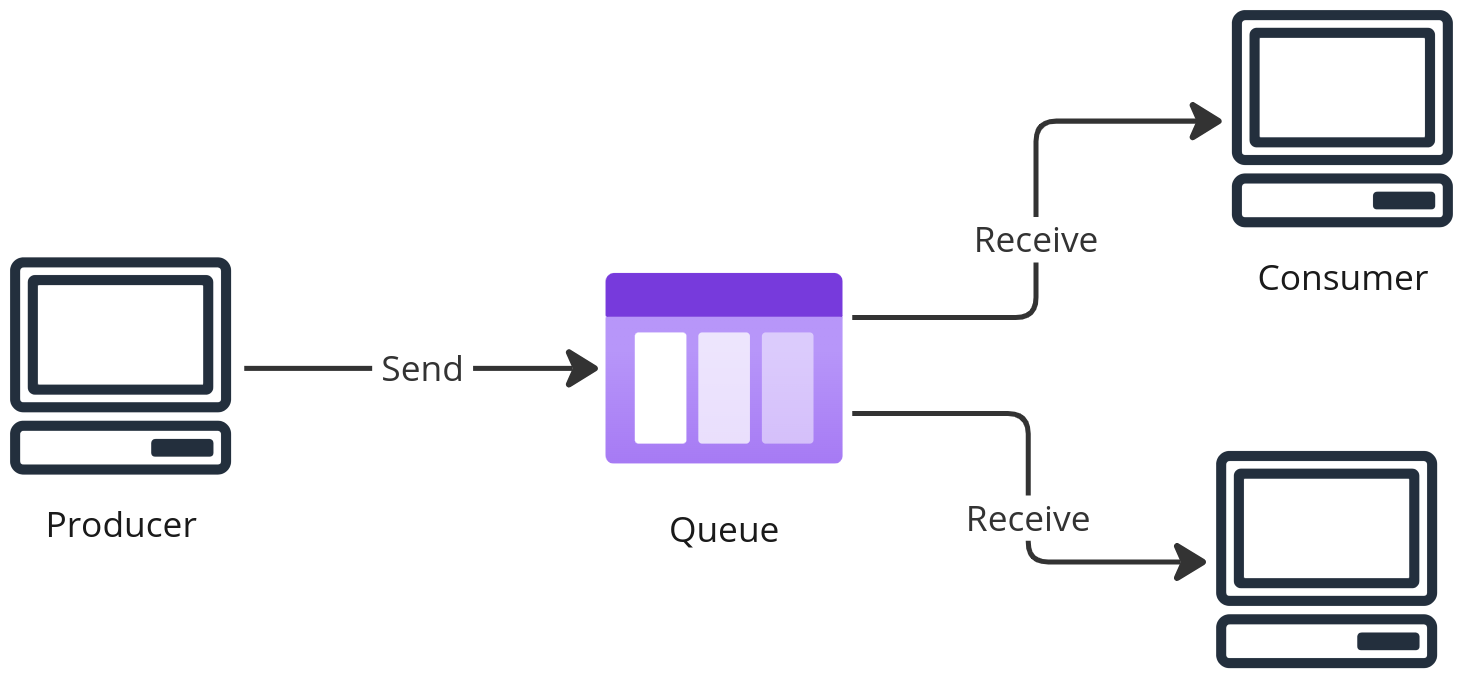 Receive
Consumer
Send
Producer
Queue
Receive